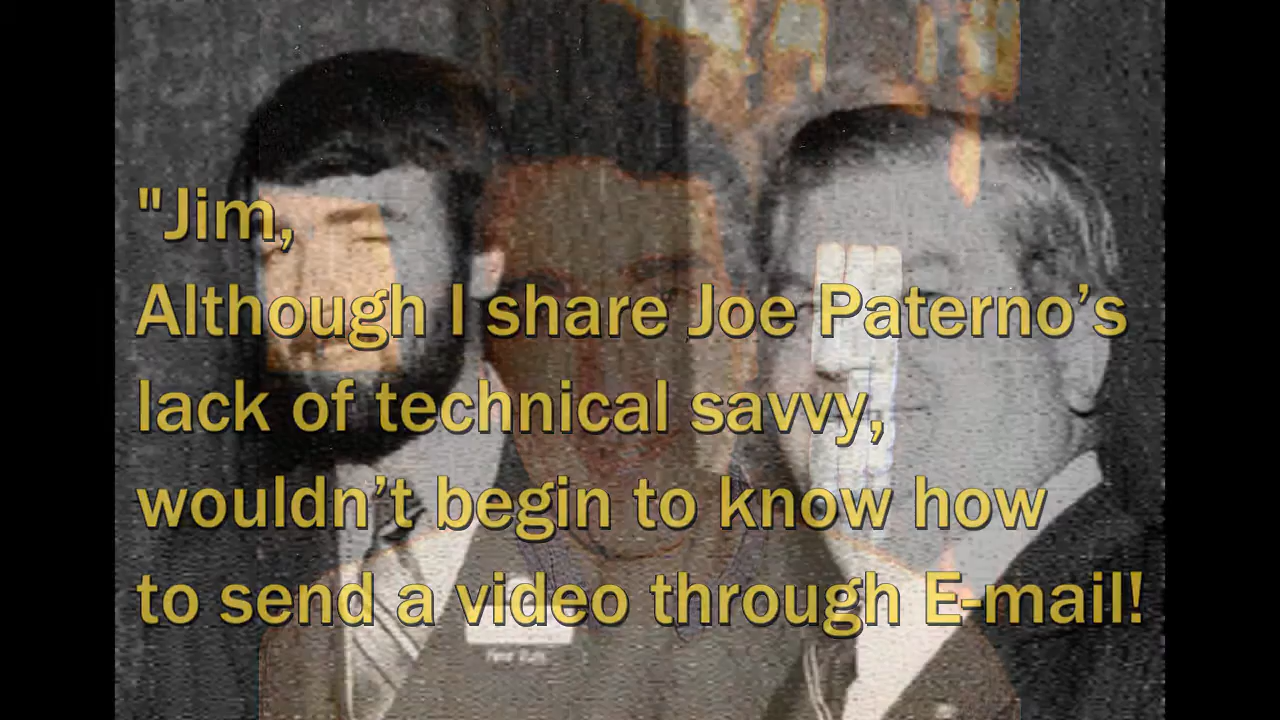 "Jim,
Although I share Joe Paterno’s
lack of technical savvy,
wouldn’t begin to know how
to send a video through E-mail!